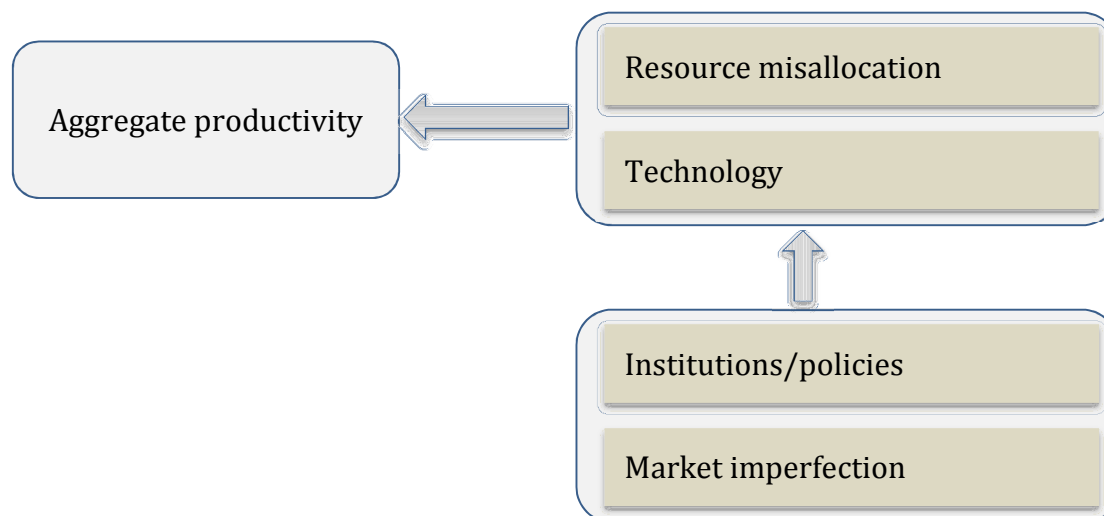 Resource misallocation
Aggregate productivity
Technology
Institutions/policies
Market imperfection